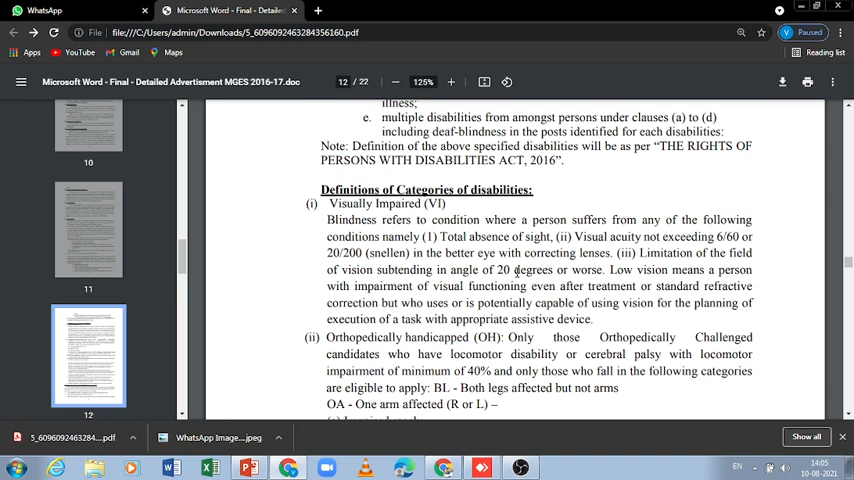 WhatsApp
Microsoft Word - Final - Detailed
File
file:///C:/Users/admin/Downloads/5_6096092463284356160.pdf
V Paused
Apps
YouTube
Gmail
Maps
Reading list
Microsoft Word - Final - Detailed Advertisment MGES 2016-17.doc
12 / 22
125%
10
11
12
illness;
e. multiple disabilities from amongst persons under clauses (a) to (d)
including deaf-blindness in the posts identified for each disabilities:
Note: Definition of the above specified disabilities will be as per “THE RIGHTS OF
PERSONS WITH DISABILITIES ACT, 2016”.
Definitions of Categories of disabilities:
(i) Visually Impaired (VI)
Blindness refers to condition where a person suffers from any of the following
conditions namely (1) Total absence of sight, (ii) Visual acuity not exceeding 6/60 or
20/200 (snellen) in the better eye with correcting lenses. (iii) Limitation of the field
of vision subtending in angle of 20 degrees or worse. Low vision means a person
with impairment of visual functioning even after treatment or standard refractive
correction but who uses or is potentially capable of using vision for the planning of
execution of a task with appropriate assistive device.
(ii) Orthopedically handicapped (OH): Only those Orthopedically Challenged
candidates who have locomotor disability or cerebral palsy with locomotor
impairment of minimum of 40% and only those who fall in the following categories
are eligible to apply: BL - Both legs affected but not arms
OA - One arm affected (R or L) –
5_6096092463284....pdf
WhatsApp Image....jpeg
Show all
EN
14:05
10-08-2021